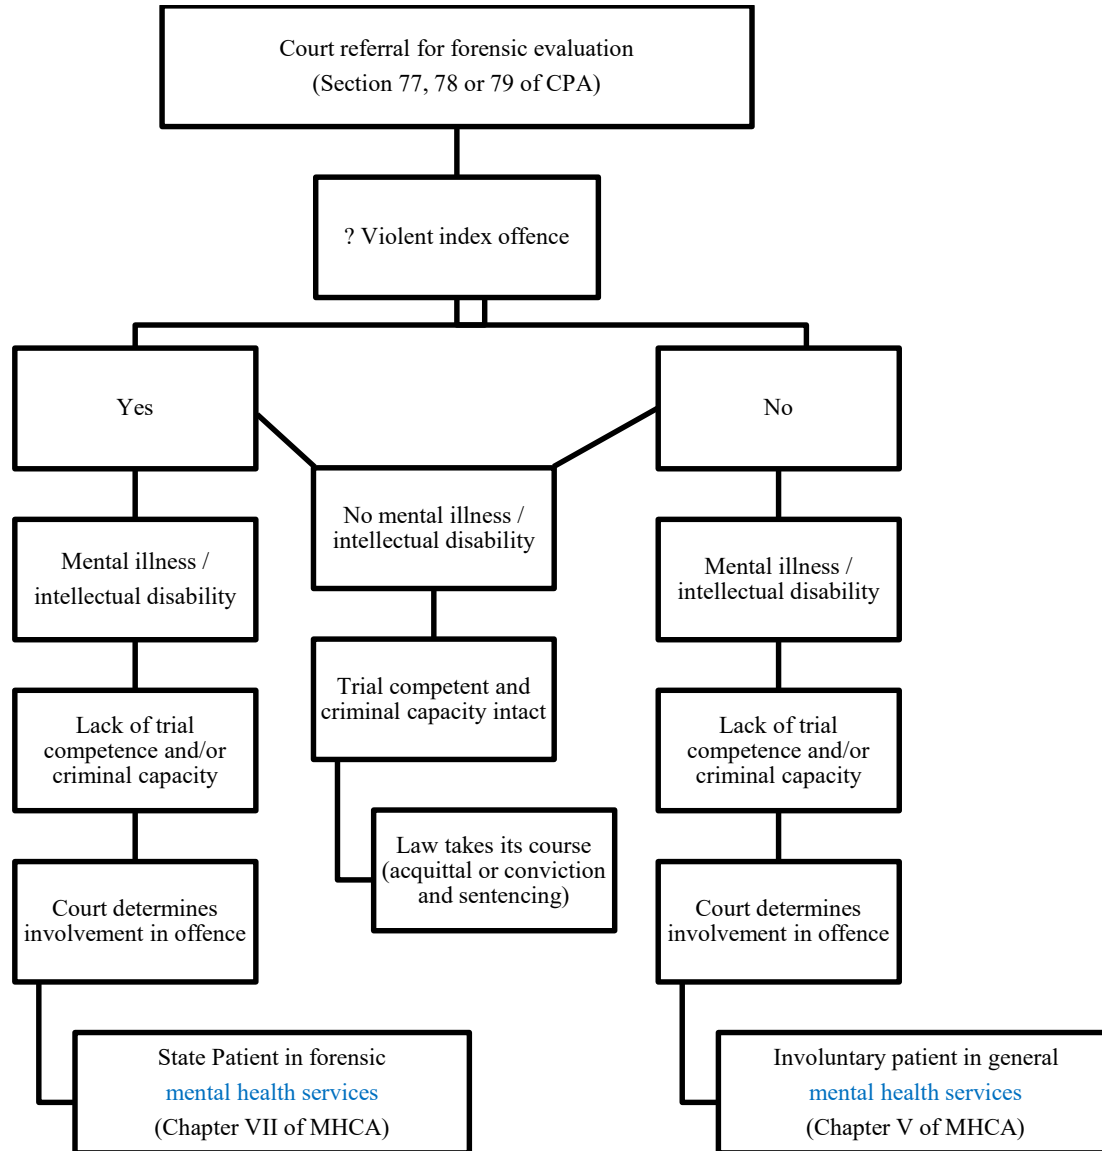 Court referral for forensic evaluation
(Section 77, 78 or 79 of CPA)
? Violent index offence
Yes
No
No mental illness /
intellectual disability
Mental illness /
intellectual disability
Mental illness /
intellectual disability
Trial competent and
criminal capacity intact
Lack of trial
competence and/or
criminal capacity
Lack of trial
competence and/or
criminal capacity
Law takes its course
(acquittal or conviction
and sentencing)
Court determines
involvement in offence
Court determines
involvement in offence
State Patient in forensic
mental health services
(Chapter VII of MHCA)
Involuntary patient in general
mental health services
(Chapter V of MHCA)